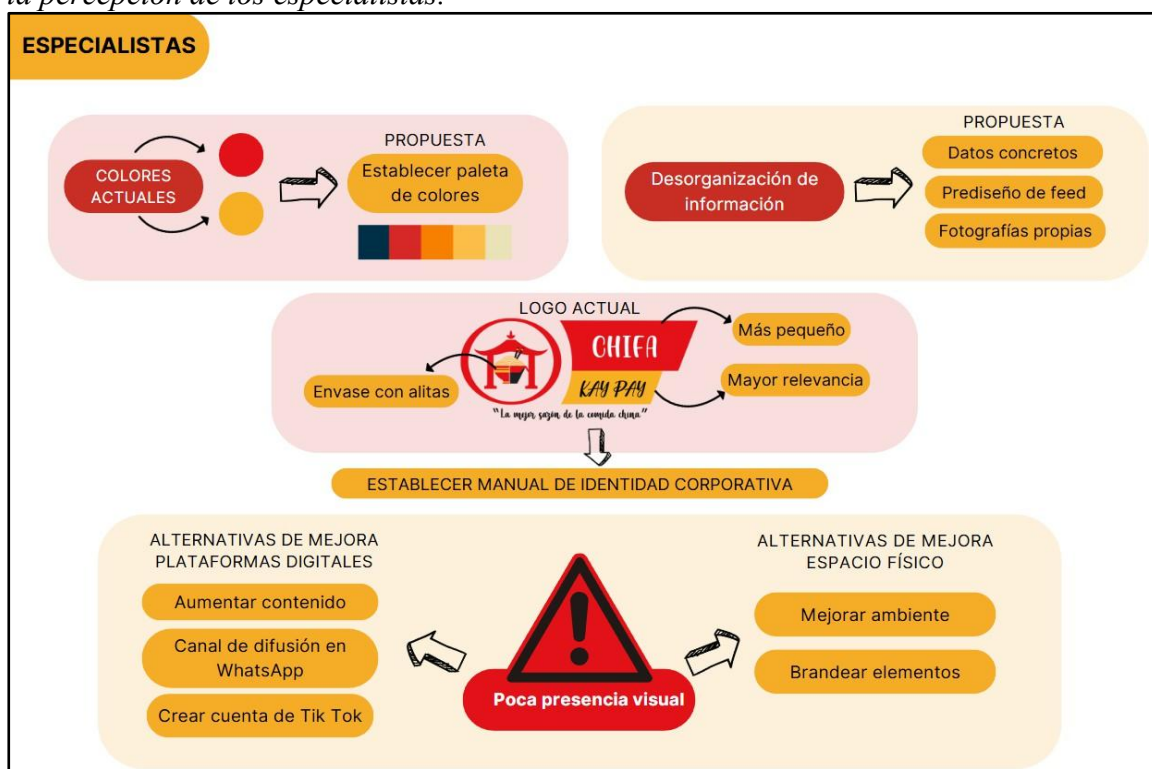 la percepción de los especialistas.
ESPECIALISTAS
COLORES
ACTUALES
PROPUESTA
Establecer paleta
de colores
Desorganización de
información
PROPUESTA
Datos concretos
Prediseño de feed
Fotografías propias
LOGO ACTUAL
CHIFA
KAY PAY
"La mejor sazón de la comida china"
Envase con alitas
Más pequeño
Mayor relevancia
ESTABLECER MANUAL DE IDENTIDAD CORPORATIVA
ALTERNATIVAS DE MEJORA
PLATAFORMAS DIGITALES
Aumentar contenido
Canal de difusión en
WhatsApp
Crear cuenta de Tik Tok
Poca presencia visual
ALTERNATIVAS DE MEJORA
ESPACIO FÍSICO
Mejorar ambiente
Brandear elementos